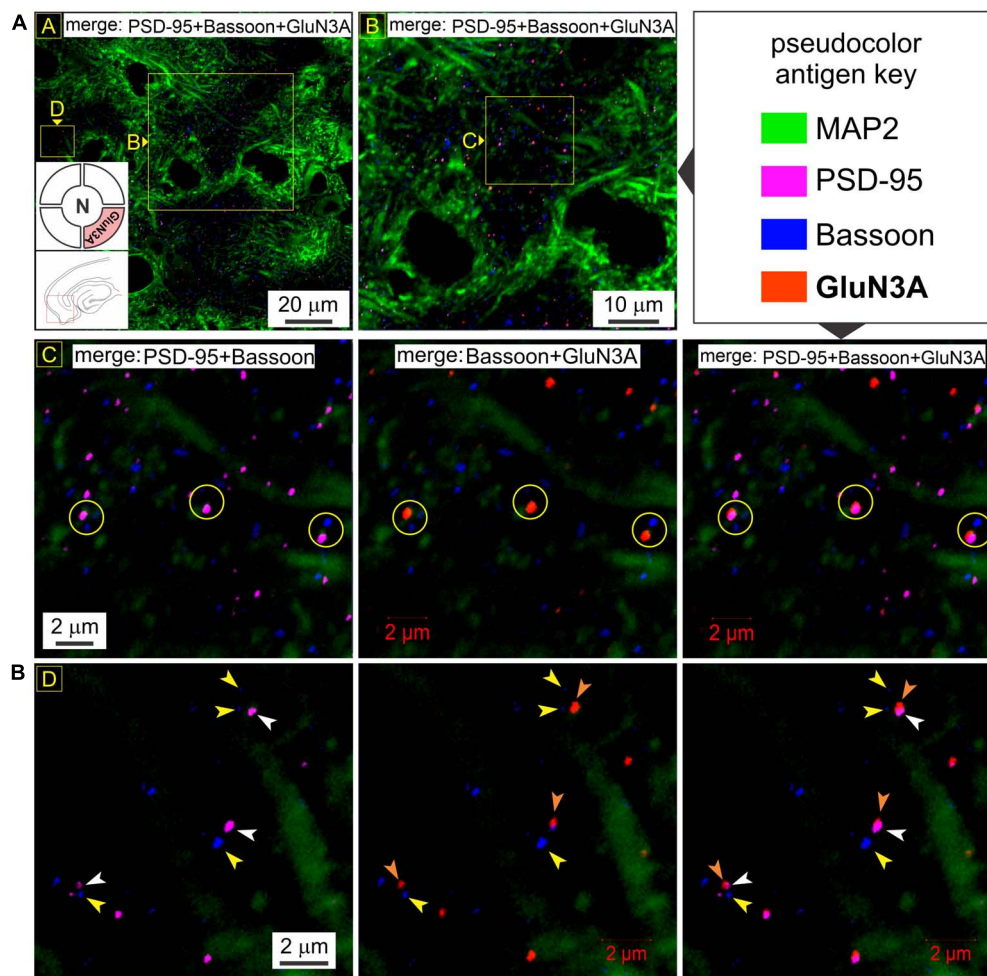 A
A
merge: PSD-95+Bassoon+GluN3A
B
merge: PSD-95+Bassoon+GluN3A
D
B
C
N
GluN3A
20 μm
10 μm
pseudocolor
antigen key
MAP2
PSD-95
Bassoon
GluN3A
C
merge: PSD-95+Bassoon
merge: Bassoon+GluN3A
merge: PSD-95+Bassoon+GluN3A
2 μm
2 μm
2 μm
B
D
2 μm
2 μm
2 μm